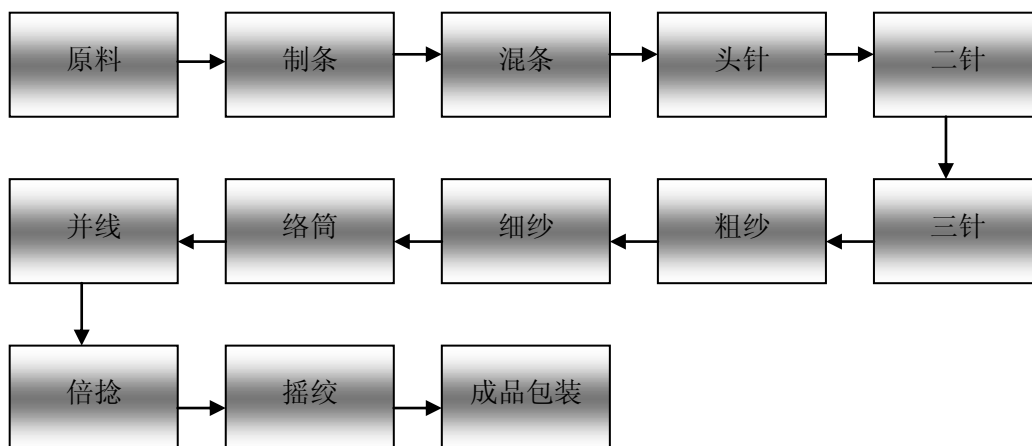 原料 制条 混条 头针 二针
三针 粗纱 细纱 络筒 并线
倍捻 摇绞 成品包装